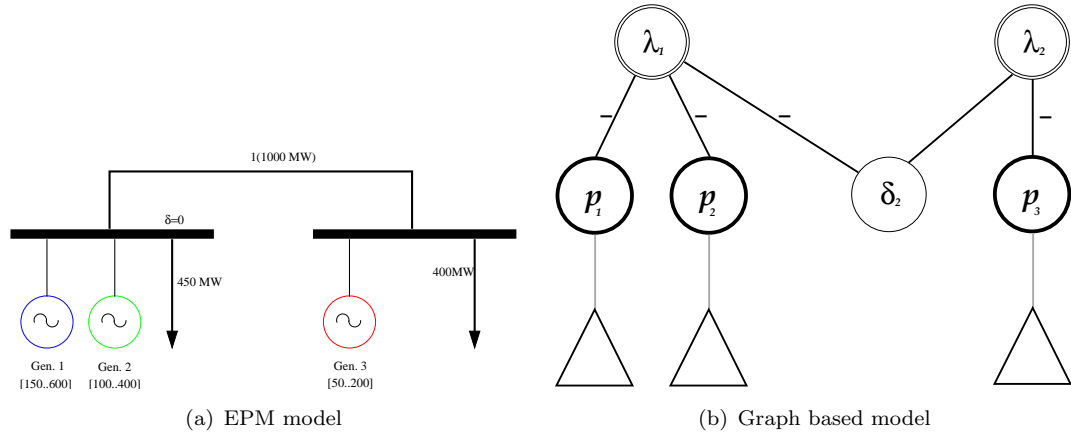 1(1000 MW)
δ=0
450 MW
400MW
Gen. 1
[150..600]
Gen. 2
[100..400]
Gen. 3
[50..200]
(a) EPM model
λ₁
λ₂
–
–
–
–
p₁
p₂
δ₂
p₃
(b) Graph based model